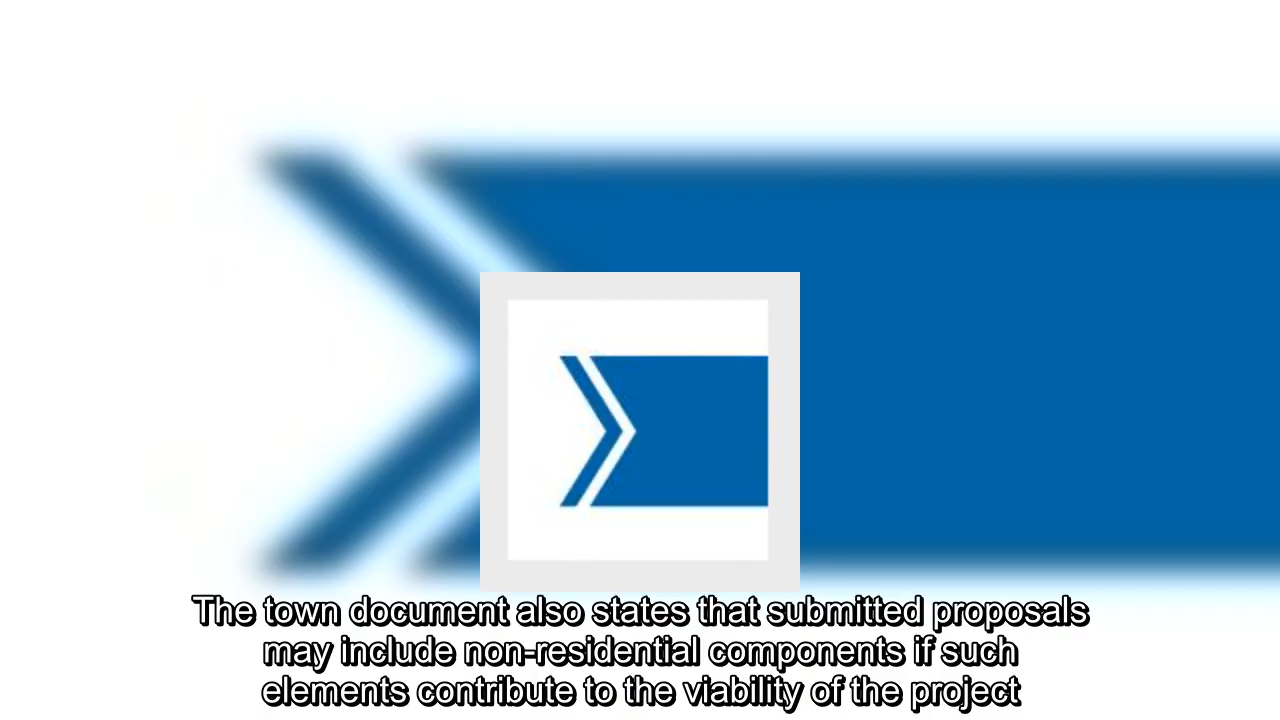 The town document also states that submitted proposals
may include non-residential components if such
elements contribute to the viability of the project